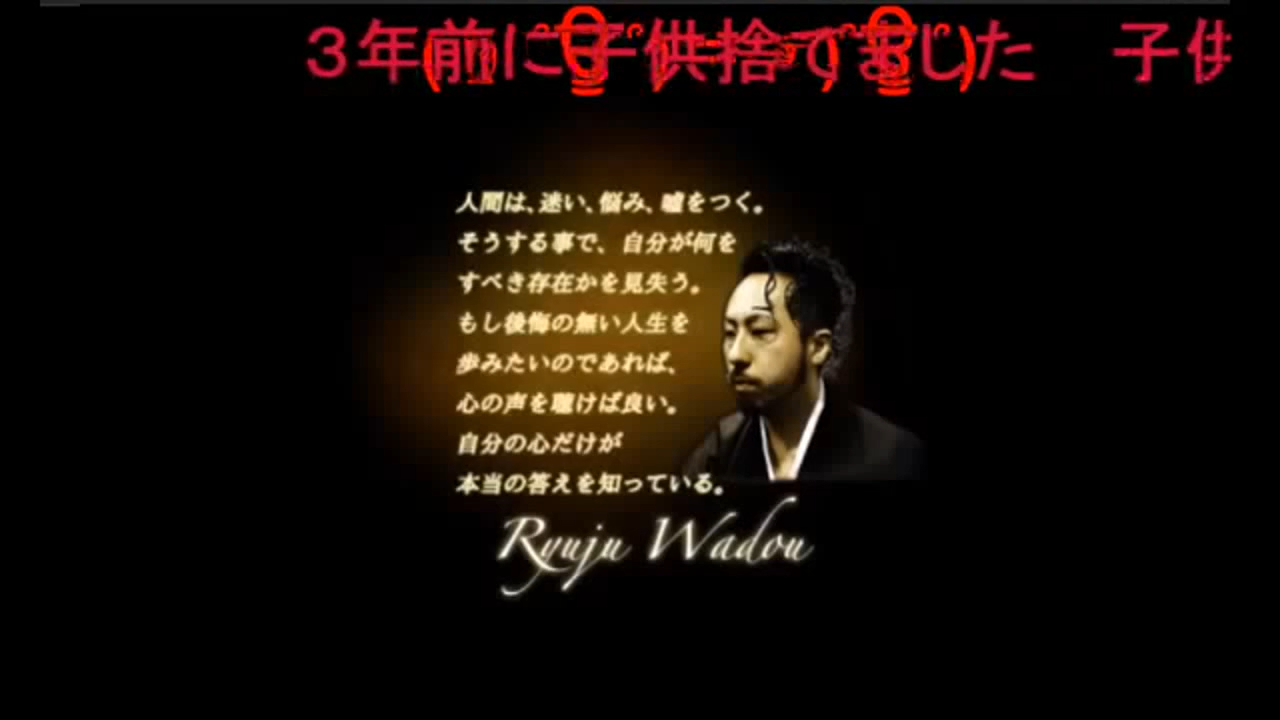 ３年前に子供捨てました　子供
人間は、迷い、悩み、嘘をつく。
そうする事で、自分が何を
すべき存在かを見失う。
もし後悔の無い人生を
歩みたいのであれば、
心の声を聴けば良い。
自分の心だけが
本当の答えを知っている。
Ryuju Wadou